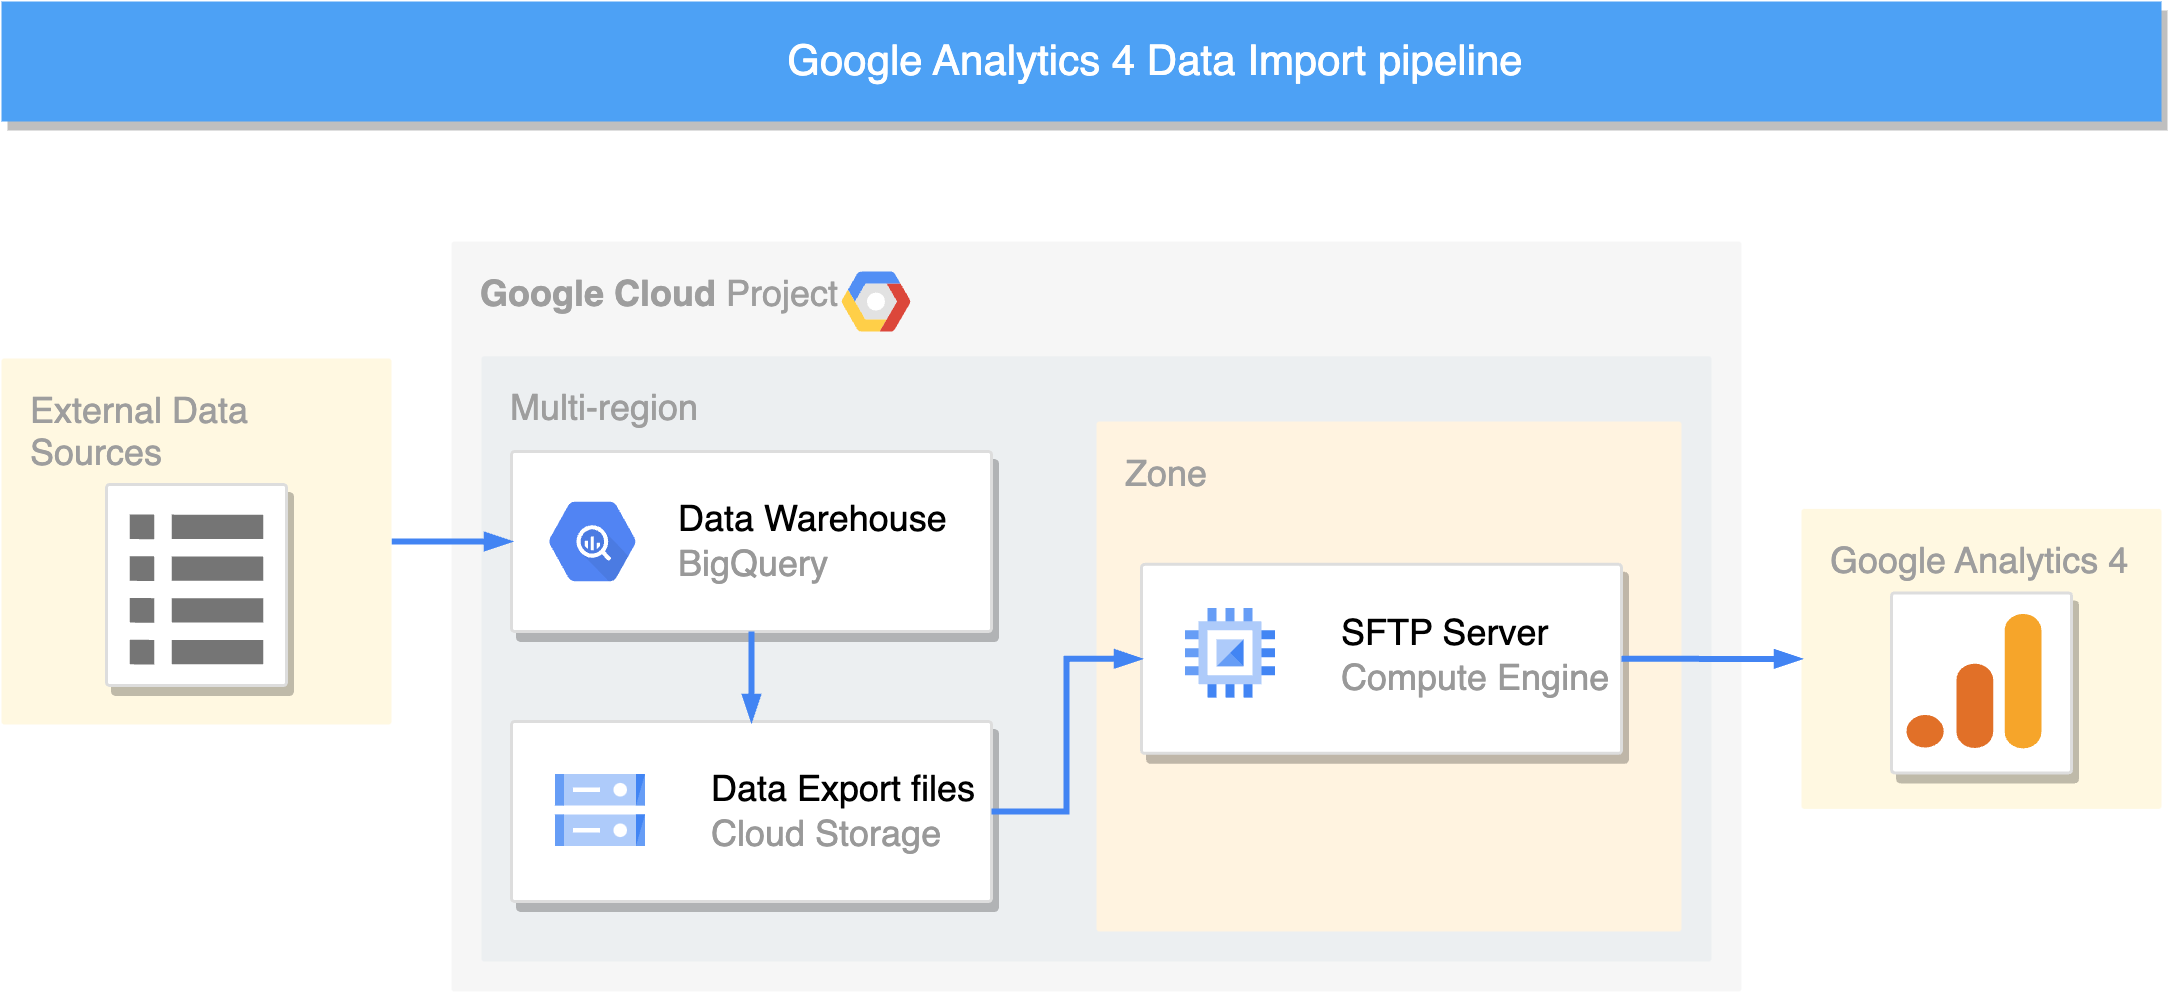 Google Analytics 4 Data Import pipeline
Google Cloud Project
External Data
Sources
Multi-region
Data Warehouse
BigQuery
Data Export files
Cloud Storage
Zone
SFTP Server
Compute Engine
Google Analytics 4